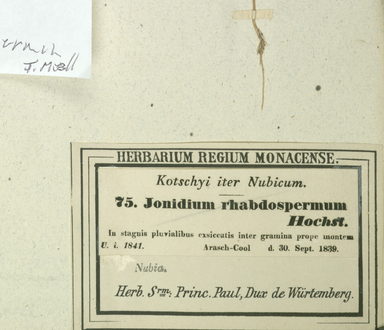 J. Müll
HERBARIUM REGIUM MONACENSE.
Kotschyi iter Nubicum.
75. Jonidium rhabdospermum
Hochst.
In stagnis pluvialibus exsiccatis inter gramina prope montem
U. i. 1841. Arasch-Cool d. 30. Sept. 1839.
Nubia.
Herb. Srm: Princ. Paul, Dux de Würtemberg.